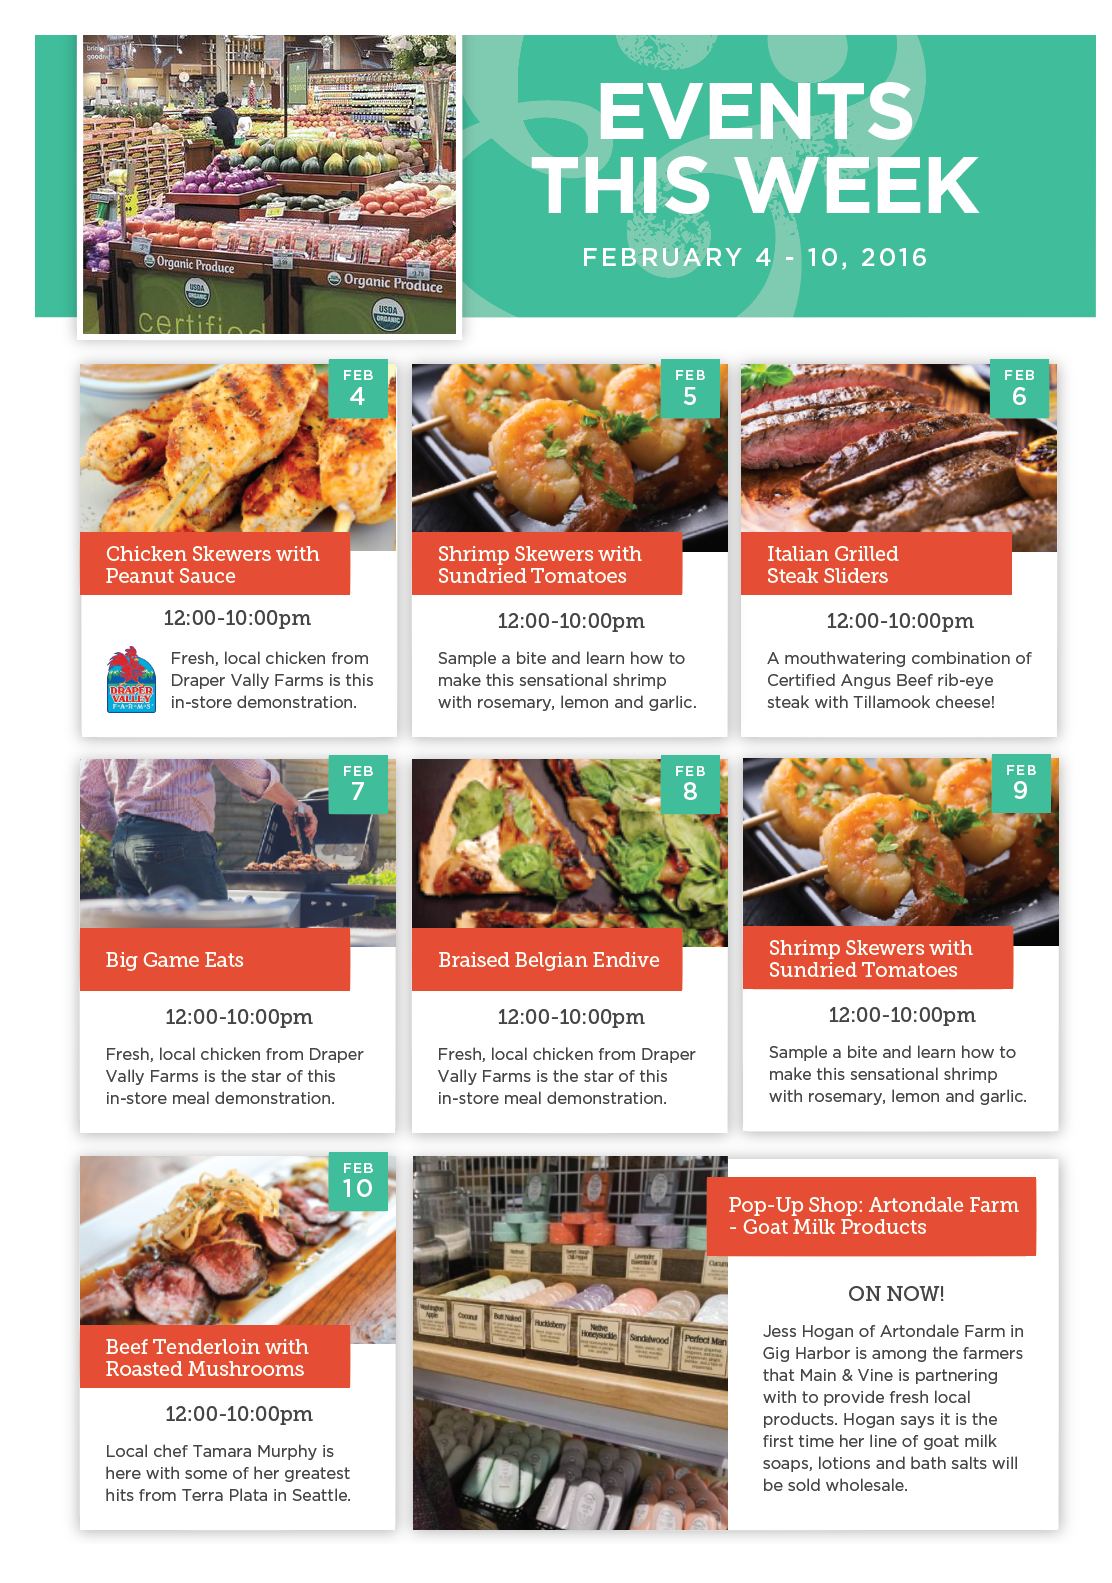 EVENTS
THIS WEEK
FEBRUARY 4 - 10, 2016
Organic Produce
Organic Produce
USDA
ORGANIC
USDA
ORGANIC
certified
FEB
4
Chicken Skewers with
Peanut Sauce
12:00-10:00pm
DRAPER
VALLEY
F·A·R·M·S
Fresh, local chicken from
Draper Vally Farms is this
in-store demonstration.
FEB
5
Shrimp Skewers with
Sundried Tomatoes
12:00-10:00pm
Sample a bite and learn how to
make this sensational shrimp
with rosemary, lemon and garlic.
FEB
6
Italian Grilled
Steak Sliders
12:00-10:00pm
A mouthwatering combination of
Certified Angus Beef rib-eye
steak with Tillamook cheese!
FEB
7
Big Game Eats
12:00-10:00pm
Fresh, local chicken from Draper
Vally Farms is the star of this
in-store meal demonstration.
FEB
8
Braised Belgian Endive
12:00-10:00pm
Fresh, local chicken from Draper
Vally Farms is the star of this
in-store meal demonstration.
FEB
9
Shrimp Skewers with
Sundried Tomatoes
12:00-10:00pm
Sample a bite and learn how to
make this sensational shrimp
with rosemary, lemon and garlic.
FEB
10
Beef Tenderloin with
Roasted Mushrooms
12:00-10:00pm
Local chef Tamara Murphy is
here with some of her greatest
hits from Terra Plata in Seattle.
Washington
Apple
Coconut
Butt Naked
Huckleberry
Native
Honeysuckle
Sandalwood
Perfect Man
Pop-Up Shop: Artondale Farm
- Goat Milk Products
ON NOW!
Jess Hogan of Artondale Farm in
Gig Harbor is among the farmers
that Main & Vine is partnering
with to provide fresh local
products. Hogan says it is the
first time her line of goat milk
soaps, lotions and bath salts will
be sold wholesale.